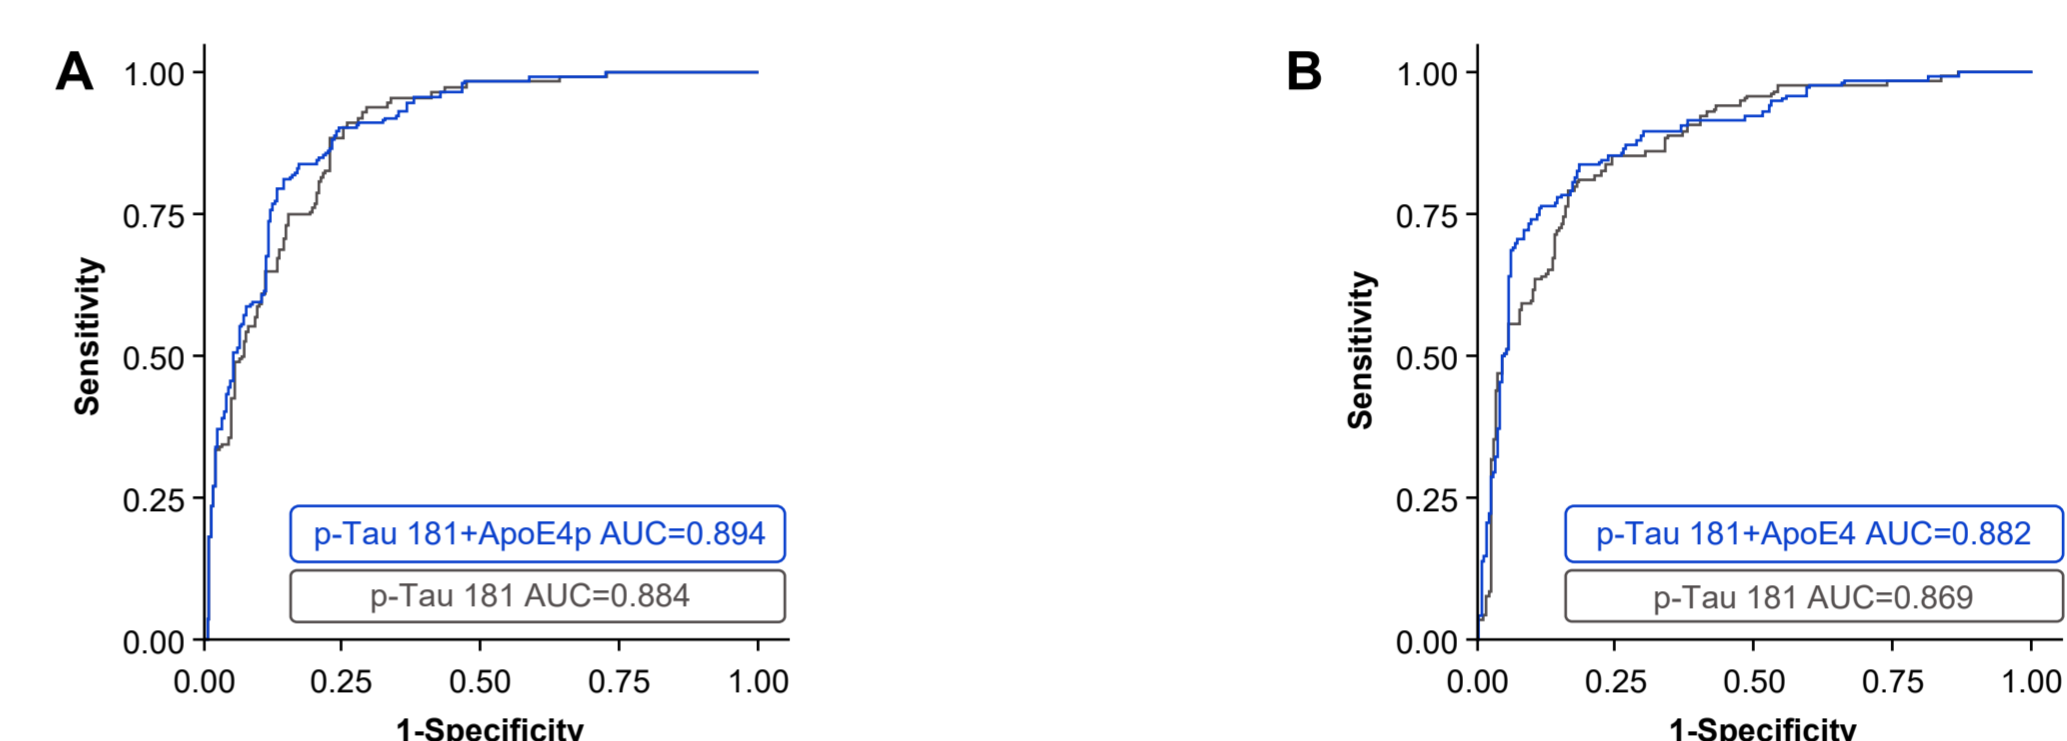 A
1.00
0.75
0.50
0.25
0.00
Sensitivity
p-Tau 181+ApoE4p AUC=0.894
p-Tau 181 AUC=0.884
0.00 0.25 0.50 0.75 1.00
1-Specificity
B
1.00
0.75
0.50
0.25
0.00
Sensitivity
p-Tau 181+ApoE4 AUC=0.882
p-Tau 181 AUC=0.869
0.00 0.25 0.50 0.75 1.00
1-Specificity